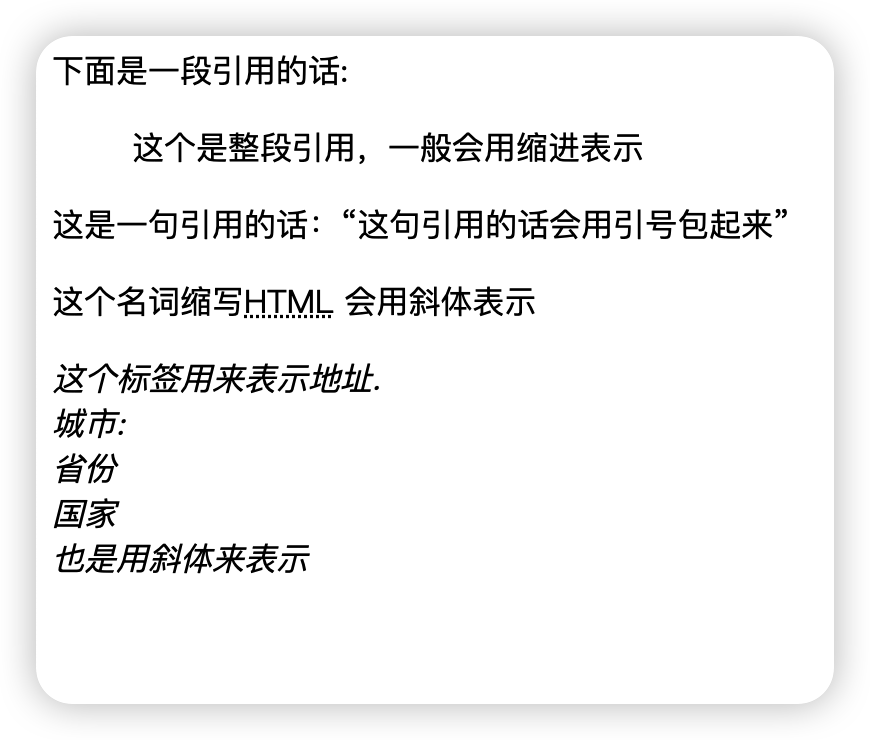 下面是一段引用的话:
这个是整段引用，一般会用缩进表示
这是一句引用的话：“这句引用的话会用引号包起来”
这个名词缩写HTML 会用斜体表示
这个标签用来表示地址.
城市:
省份
国家
也是用斜体来表示